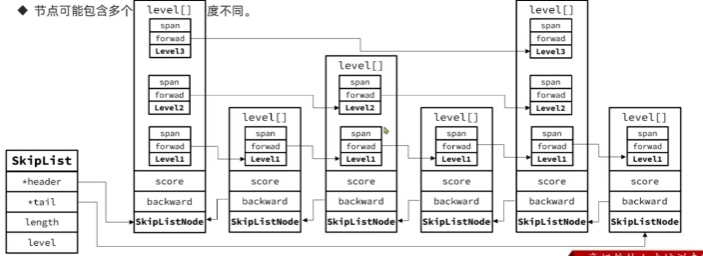 ◆ 节点可能包含多个 度不同。
level[]
span
forwad
Level3
span
forwad
Level2
span
forwad
Level1
score
backward
SkipListNode
level[]
span
forwad
Level1
score
backward
SkipListNode
level[]
span
forwad
Level2
span
forwad
Level1
score
backward
SkipListNode
level[]
span
forwad
Level1
score
backward
SkipListNode
level[]
span
forwad
Level3
span
forwad
Level2
span
forwad
Level1
score
backward
SkipListNode
level[]
span
forwad
Level1
score
backward
SkipListNode
SkipList
*header
*tail
length
level